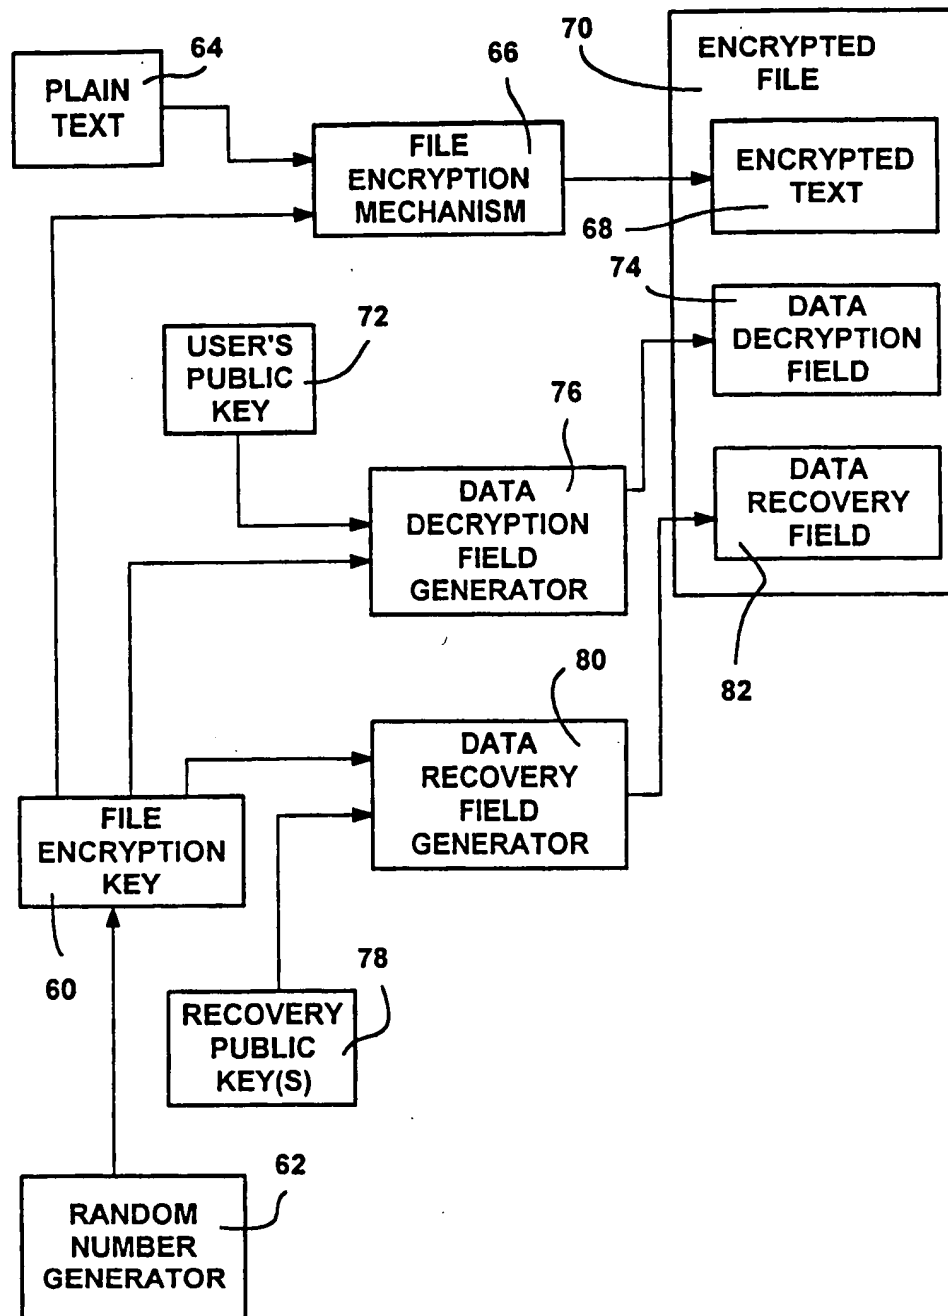 64
PLAIN
TEXT
66
FILE
ENCRYPTION
MECHANISM
70
ENCRYPTED
FILE
ENCRYPTED
TEXT
68
74
DATA
DECRYPTION
FIELD
72
USER'S
PUBLIC
KEY
76
DATA
DECRYPTION
FIELD
GENERATOR
DATA
RECOVERY
FIELD
82
80
DATA
RECOVERY
FIELD
GENERATOR
FILE
ENCRYPTION
KEY
60
78
RECOVERY
PUBLIC
KEY(S)
62
RANDOM
NUMBER
GENERATOR